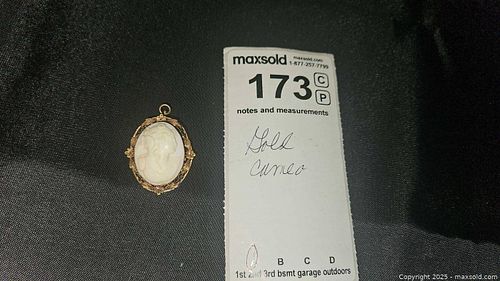 maxsold maxsold.com
1-877-257-7799
173 C
P
notes and measurements
Gold
cameo
B C D
1st 2nd 3rd bsmt garage outdoors
Copyright © 2025 - maxsold.com